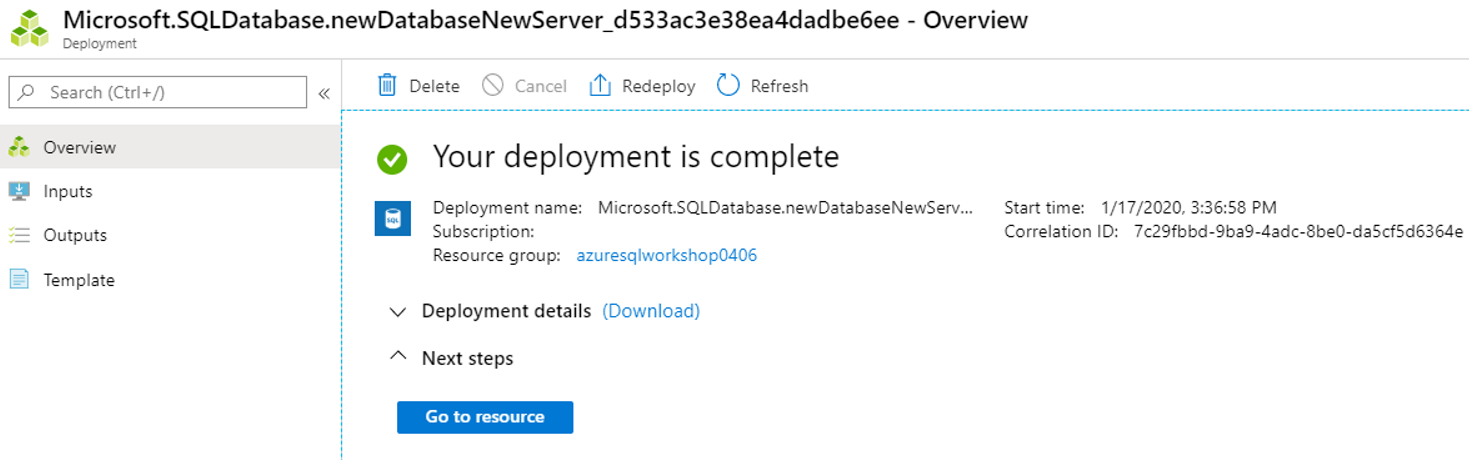 Microsoft.SQLDatabase.newDatabaseNewServer_d533ac3e38ea4dadbe6ee - Overview
Deployment
Search (Ctrl+/)
«
Overview
Inputs
Outputs
Template
Delete Cancel Redeploy Refresh
Your deployment is complete
SQL
Deployment name: Microsoft.SQLDatabase.newDatabaseNewServ...
Subscription:
Resource group: azuresqlworkshop0406
Start time: 1/17/2020, 3:36:58 PM
Correlation ID: 7c29fbbd-9ba9-4adc-8be0-da5cf5d6364e
Deployment details (Download)
Next steps
Go to resource